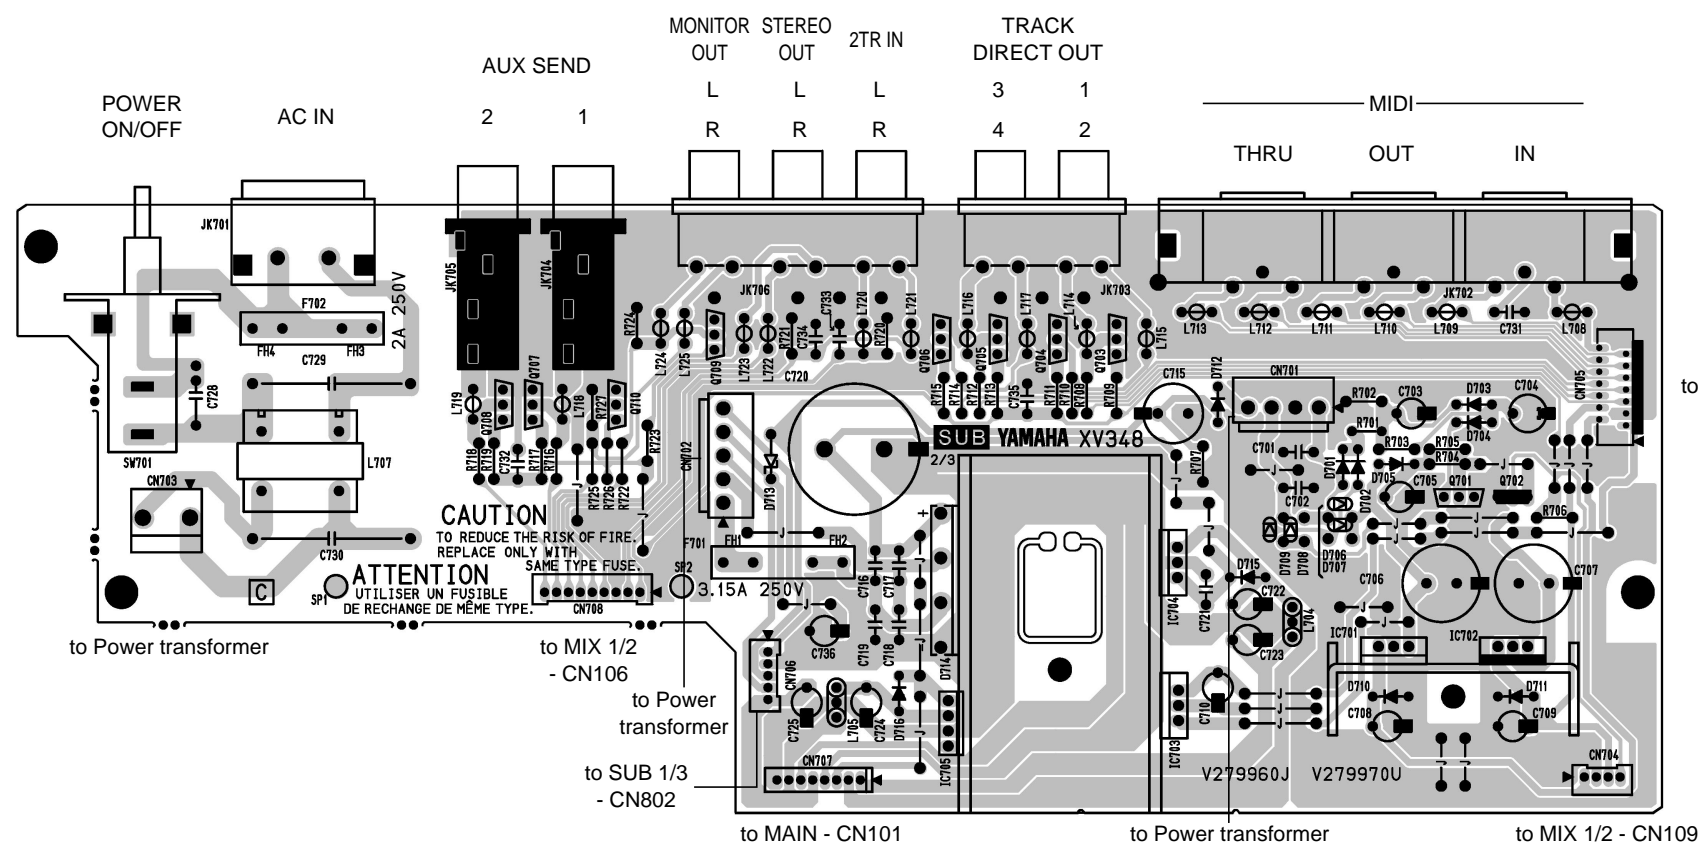 MONITOR OUT
STEREO OUT
2TR IN
TRACK DIRECT OUT
AUX SEND
L L L 3 1
POWER ON/OFF
AC IN
2 1
R R R 4 2
MIDI
THRU OUT IN
JK701
JK705
JK704
JK706
JK703
JK702
F702
2A 250V
FH4
FH3
C729
C728
SW701
L707
CN703
C730
R724
L724
L725
Q709
L723
L722
R721
C734
C733
L720
R720
L721
C720
Q706
L716
Q705
L717
Q704
L714
Q703
L715
L713
L712
L711
L710
L709
C731
L708
CN705
to
Q707
L719
Q708
L718
R727
Q710
R723
R718
R719
C732
R717
R716
R725
R726
R722
J
J
CN702
D713
R715
R714
R712
R713
C735
R711
R710
R708
R709
C715
D712
CN701
R702
C703
D703
C704
D704
R701
R703
R705
R704
SUB YAMAHA XV348
2/3
R707
C701
J
C702
D701
D705
C705
Q701
J
Q702
D702
R706
J
J
J
J
J
CAUTION
TO REDUCE THE RISK OF FIRE.
REPLACE ONLY WITH
SAME TYPE FUSE.
ATTENTION
UTILISER UN FUSIBLE
DE RECHANGE DE MÊME TYPE.
C
SP1
SP2
CN708
F701
FH1
J
FH2
3.15A 250V
+
C716
C717
C719
C718
J
C736
D714
D709
D708
D706
D707
C706
C707
D715
C722
C721
L704
C723
IC704
IC701
IC702
CN706
C725
L705
C724
D716
J
IC705
CN707
IC703
C710
J
J
J
D710
D711
C708
C709
J
J
CN704
V279960J V279970U
to Power transformer
to MIX 1/2
- CN106
to Power
transformer
to SUB 1/3
- CN802
to MAIN - CN101
to Power transformer
to MIX 1/2 - CN109